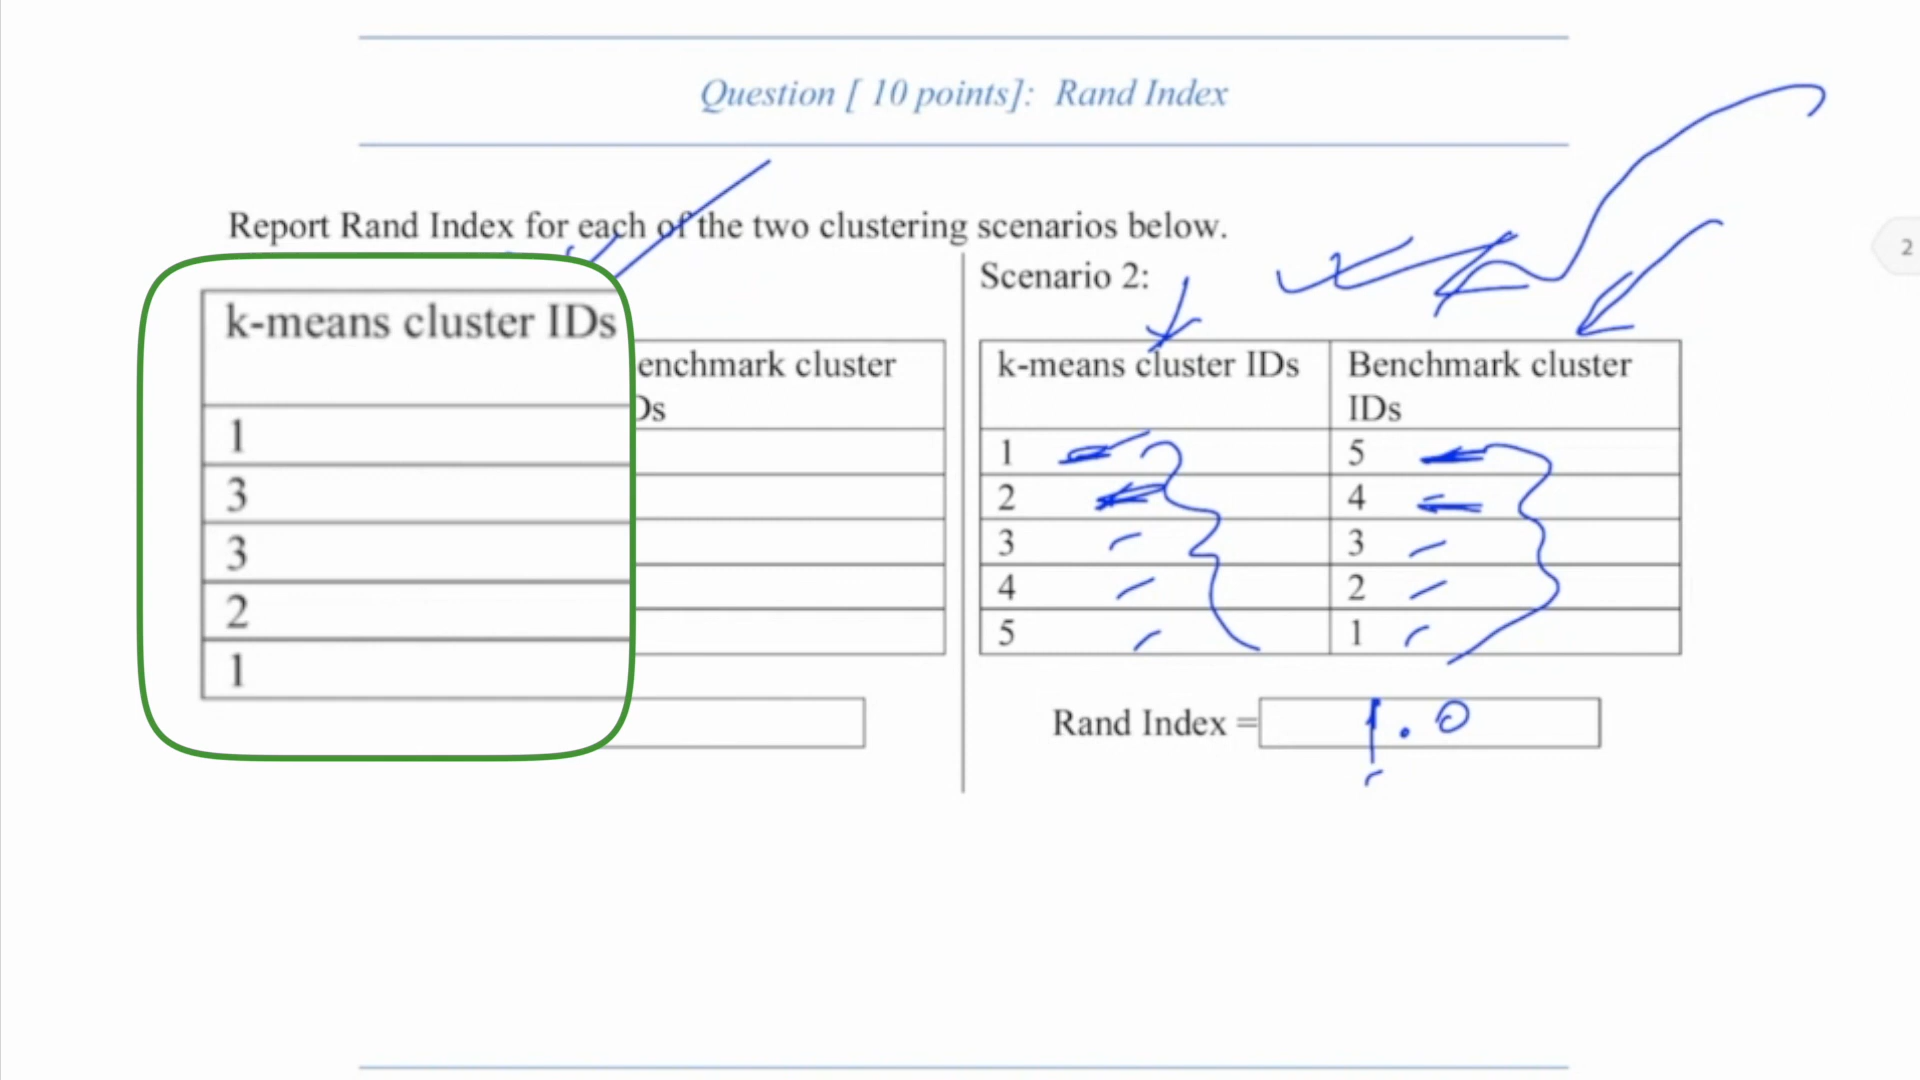 Question [ 10 points]: Rand Index
Report Rand Index for each of the two clustering scenarios below.
k-means cluster IDs
1
3
3
2
1
enchmark cluster
Ds
Scenario 2:
k-means cluster IDs
Benchmark cluster
IDs
1
5
2
4
3
3
4
2
5
1
Rand Index =
1.0
2